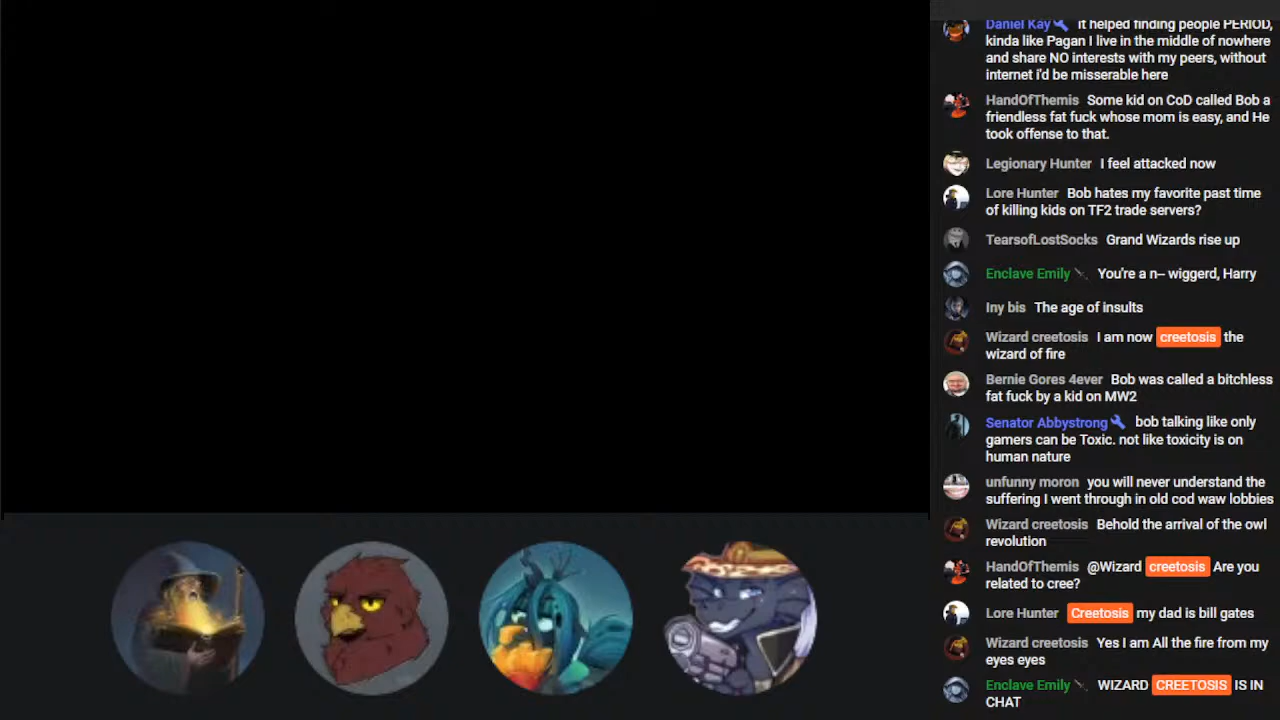 Daniel Kay it helped finding people PERIOD,
kinda like Pagan I live in the middle of nowhere
and share NO interests with my peers, without
internet i'd be misserable here
HandOfThemis Some kid on CoD called Bob a
friendless fat fuck whose mom is easy, and He
took offense to that.
Legionary Hunter I feel attacked now
Lore Hunter Bob hates my favorite past time
of killing kids on TF2 trade servers?
TearsofLostSocks Grand Wizards rise up
Enclave Emily You're a n-- wiggerd, Harry
Iny bis The age of insults
Wizard creetosis I am now creetosis the
wizard of fire
Bernie Gores 4ever Bob was called a bitchless
fat fuck by a kid on MW2
Senator Abbystrong bob talking like only
gamers can be Toxic. not like toxicity is on
human nature
unfunny moron you will never understand the
suffering I went through in old cod waw lobbies
Wizard creetosis Behold the arrival of the owl
revolution
HandOfThemis @Wizard creetosis Are you
related to cree?
Lore Hunter Creetosis my dad is bill gates
Wizard creetosis Yes I am All the fire from my
eyes eyes
Enclave Emily WIZARD CREETOSIS IS IN
CHAT